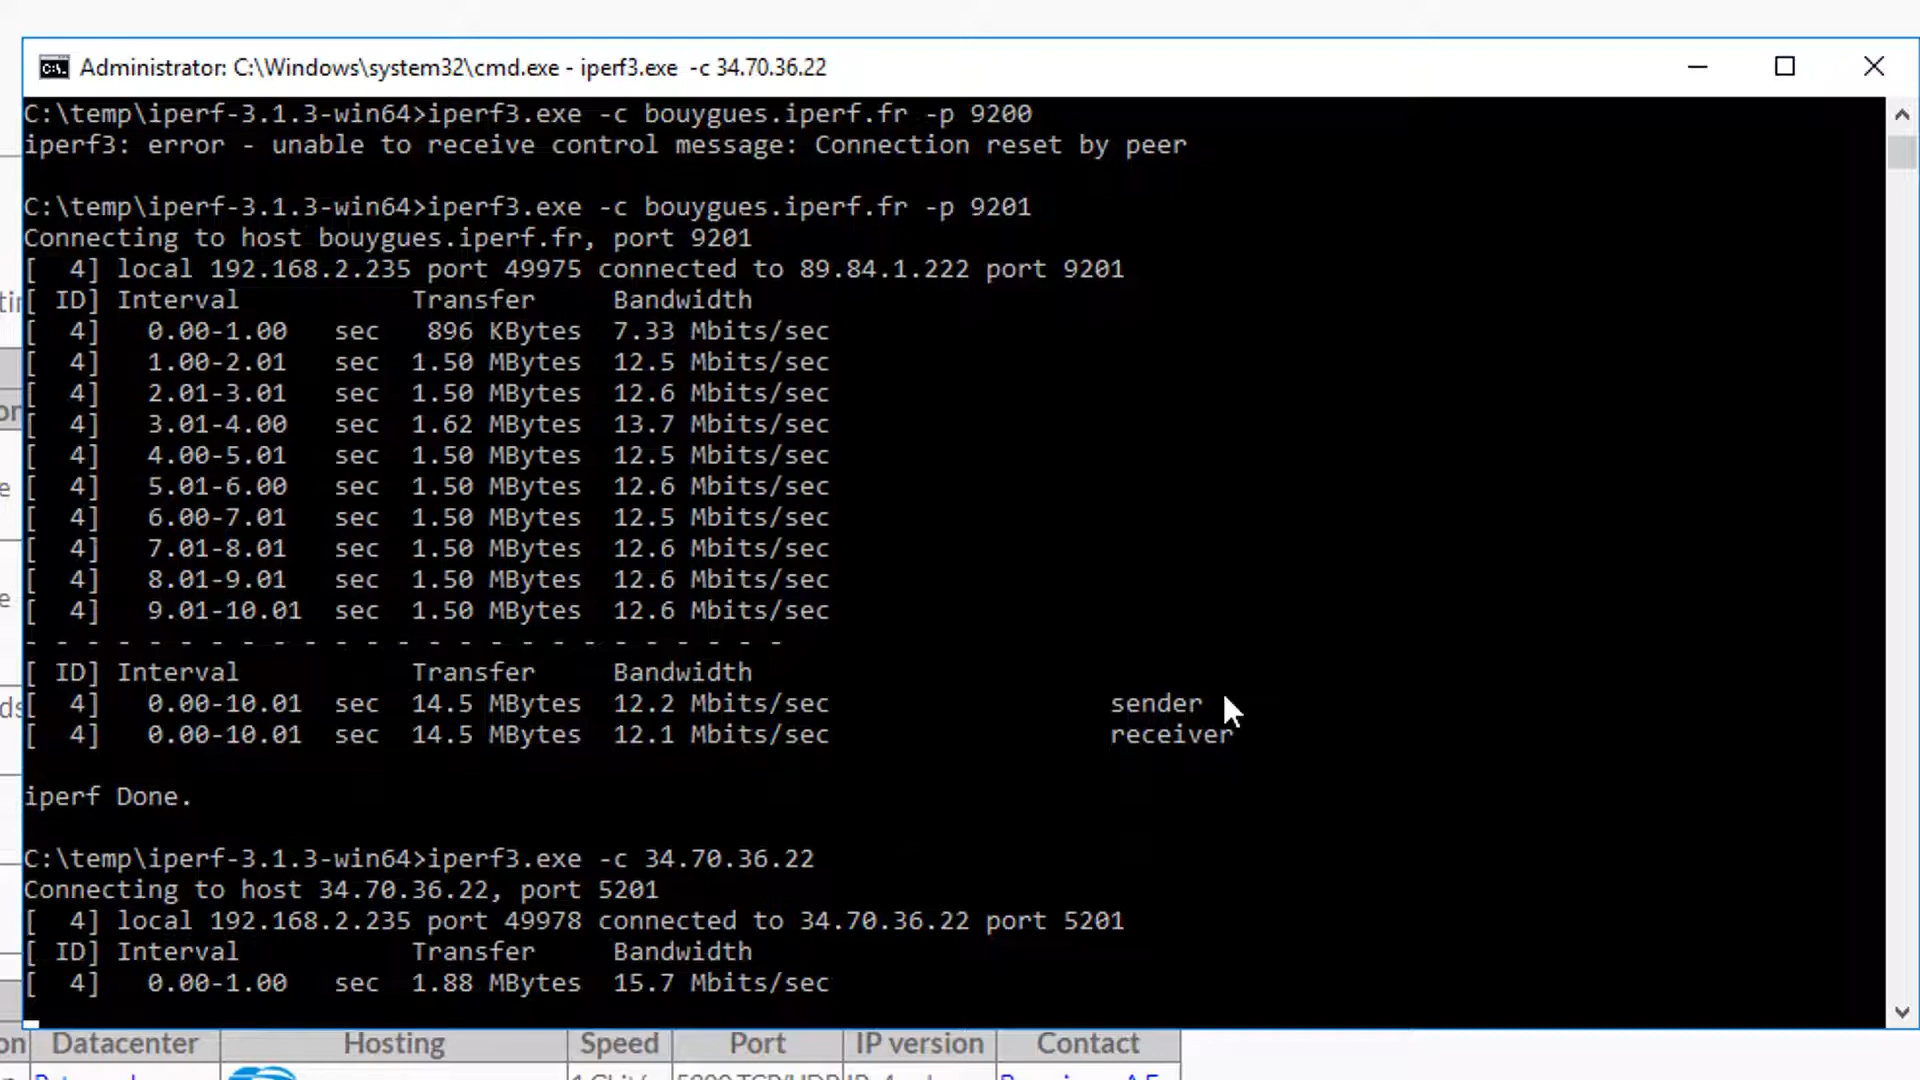 Administrator: C:\Windows\system32\cmd.exe - iperf3.exe  -c 34.70.36.22
C:\temp\iperf-3.1.3-win64>iperf3.exe -c bouygues.iperf.fr -p 9200
iperf3: error - unable to receive control message: Connection reset by peer
C:\temp\iperf-3.1.3-win64>iperf3.exe -c bouygues.iperf.fr -p 9201
Connecting to host bouygues.iperf.fr, port 9201
[  4] local 192.168.2.235 port 49975 connected to 89.84.1.222 port 9201
[ ID] Interval           Transfer     Bandwidth
[  4]   0.00-1.00   sec   896 KBytes  7.33 Mbits/sec
[  4]   1.00-2.01   sec  1.50 MBytes  12.5 Mbits/sec
[  4]   2.01-3.01   sec  1.50 MBytes  12.6 Mbits/sec
[  4]   3.01-4.00   sec  1.62 MBytes  13.7 Mbits/sec
[  4]   4.00-5.01   sec  1.50 MBytes  12.5 Mbits/sec
[  4]   5.01-6.00   sec  1.50 MBytes  12.6 Mbits/sec
[  4]   6.00-7.01   sec  1.50 MBytes  12.5 Mbits/sec
[  4]   7.01-8.01   sec  1.50 MBytes  12.6 Mbits/sec
[  4]   8.01-9.01   sec  1.50 MBytes  12.6 Mbits/sec
[  4]   9.01-10.01  sec  1.50 MBytes  12.6 Mbits/sec
- - - - - - - - - - - - - - - - - - - - - - - - -
[ ID] Interval           Transfer     Bandwidth
[  4]   0.00-10.01  sec  14.5 MBytes  12.2 Mbits/sec                  sender
[  4]   0.00-10.01  sec  14.5 MBytes  12.1 Mbits/sec                  receiver
iperf Done.
C:\temp\iperf-3.1.3-win64>iperf3.exe -c 34.70.36.22
Connecting to host 34.70.36.22, port 5201
[  4] local 192.168.2.235 port 49978 connected to 34.70.36.22 port 5201
[ ID] Interval           Transfer     Bandwidth
[  4]   0.00-1.00   sec  1.88 MBytes  15.7 Mbits/sec
Datacenter Hosting Speed Port IP version Contact